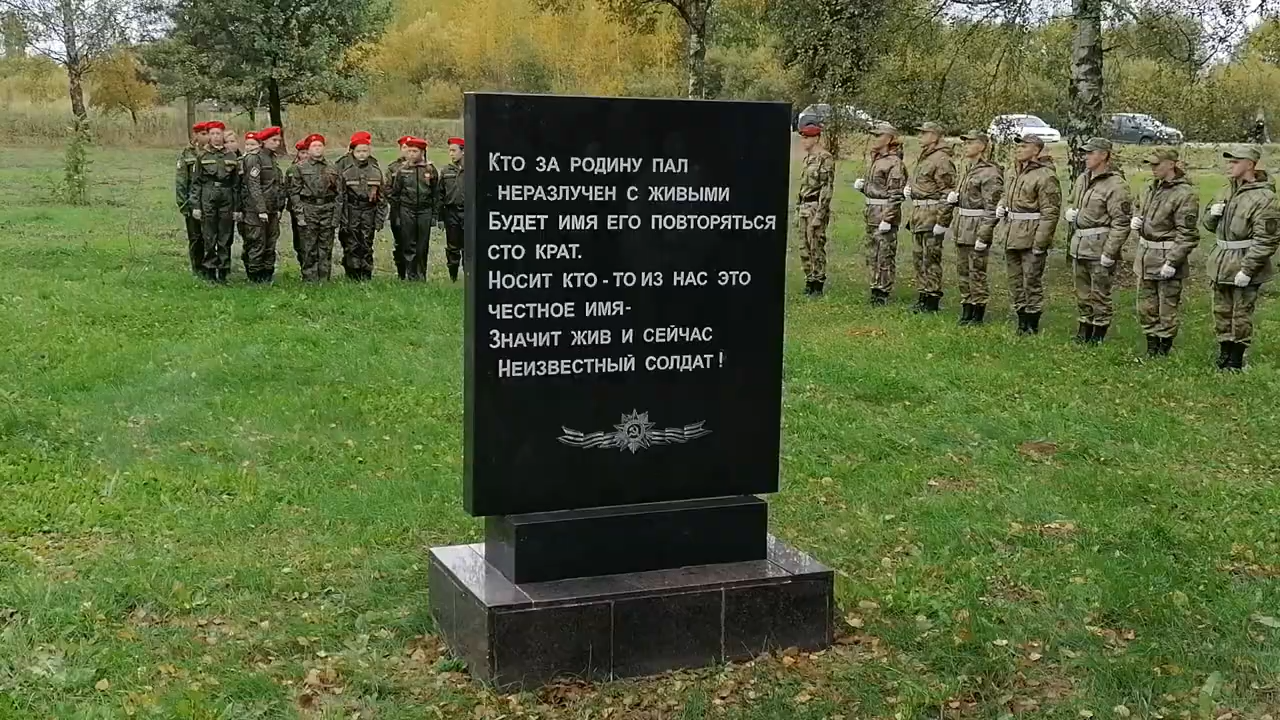 Кто за родину пал
неразлучен с живыми
Будет имя его повторяться
сто крат.
Носит кто-то из нас это
честное имя-
Значит жив и сейчас
Неизвестный солдат!